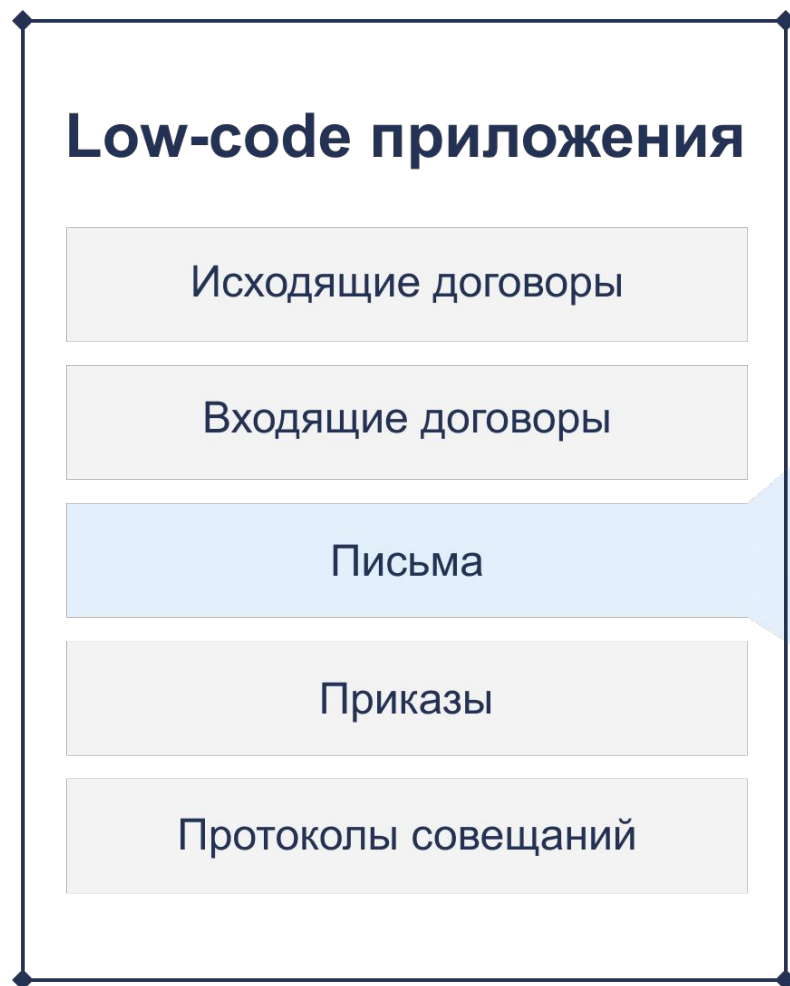 Low-code приложения
Исходящие договоры
Входящие договоры
Письма
Приказы
Протоколы совещаний